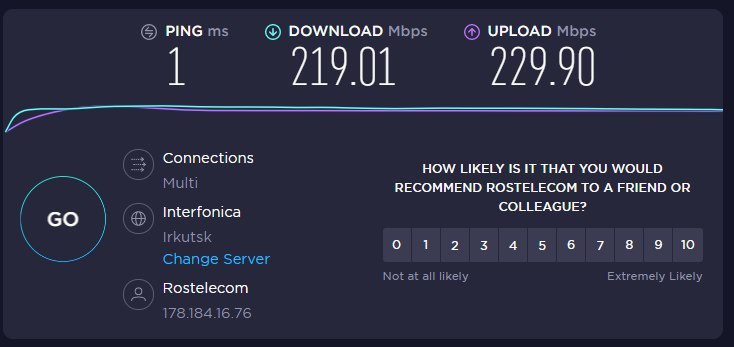 PING ms
DOWNLOAD Mbps
UPLOAD Mbps
1
219.01
229.90
GO
Connections
Multi
Interfonica
Irkutsk
Change Server
Rostelecom
178.184.16.76
HOW LIKELY IS IT THAT YOU WOULD
RECOMMEND ROSTELECOM TO A FRIEND OR
COLLEAGUE?
0 1 2 3 4 5 6 7 8 9 10
Not at all likely
Extremely Likely